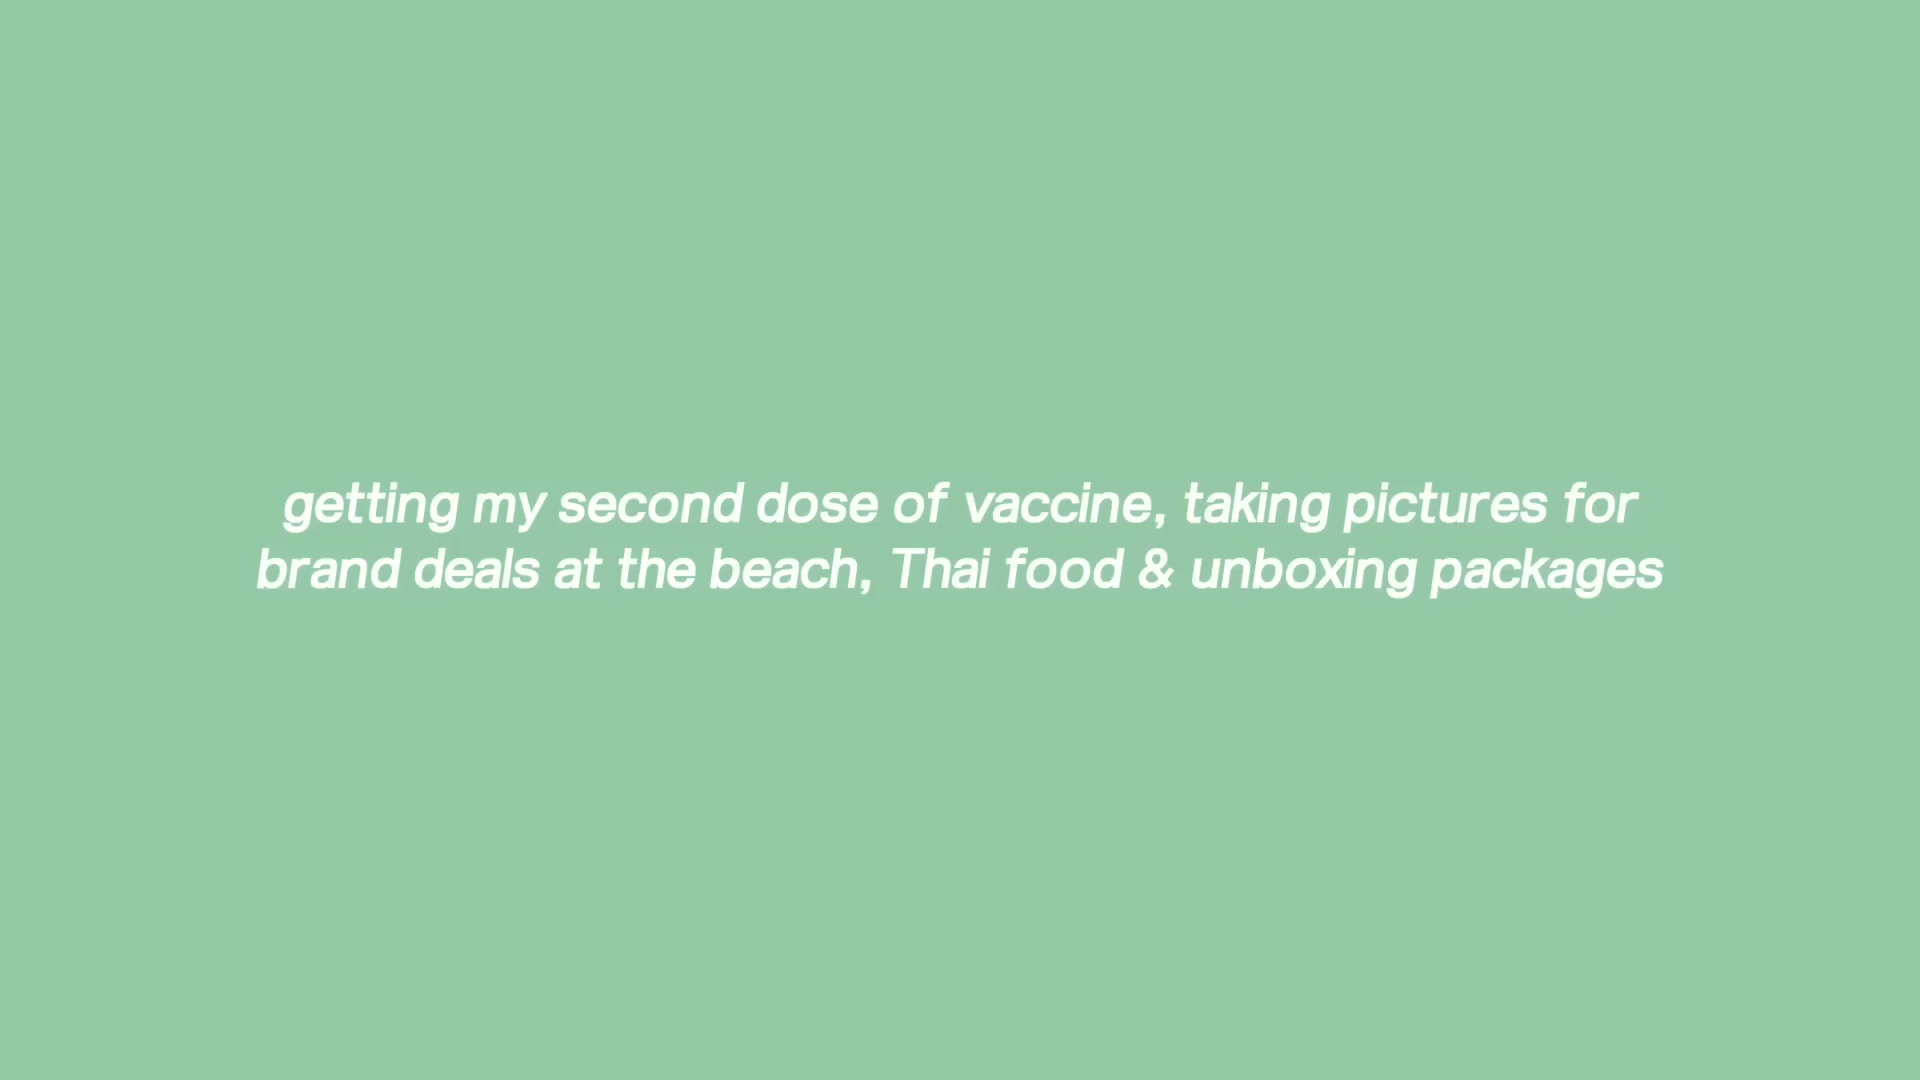 getting my second dose of vaccine, taking pictures for
brand deals at the beach, Thai food & unboxing packages